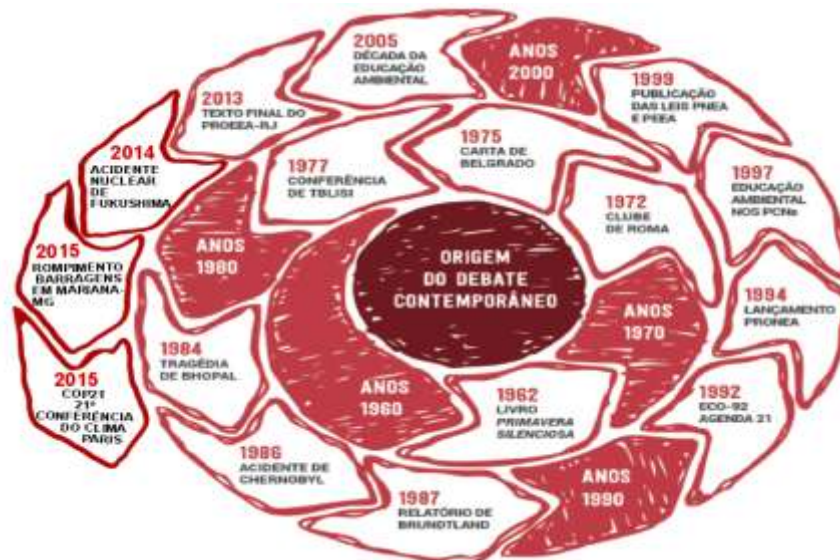 ORIGEM
DO DEBATE
CONTEMPORÂNEO
ANOS
1960
1962
LIVRO
PRIMAVERA
SILENCIOSA
ANOS
1970
1972
CLUBE
DE ROMA
1975
CARTA DE
BELGRADO
1977
CONFERÊNCIA
DE TBLISI
ANOS
1980
1984
TRAGÉDIA
DE BHOPAL
1986
ACIDENTE DE
CHERNOBYL
1987
RELATÓRIO DE
BRUNDTLAND
ANOS
1990
1992
ECO-92
AGENDA 21
1994
LANÇAMENTO
PRONEA
1997
EDUCAÇÃO
AMBIENTAL
NOS PCNs
1999
PUBLICAÇÃO
DAS LEIS PNEA
E PEEA
ANOS
2000
2005
DÉCADA DA
EDUCAÇÃO
AMBIENTAL
2013
TEXTO FINAL DO
PROEEA-RJ
2014
ACIDENTE
NUCLEAR
DE
FUKUSHIMA
2015
ROMPIMENTO
BARRAGENS
EM MARIANA-
MG
2015
COP21
21ª
CONFERÊNCIA
DO CLIMA
PARIS